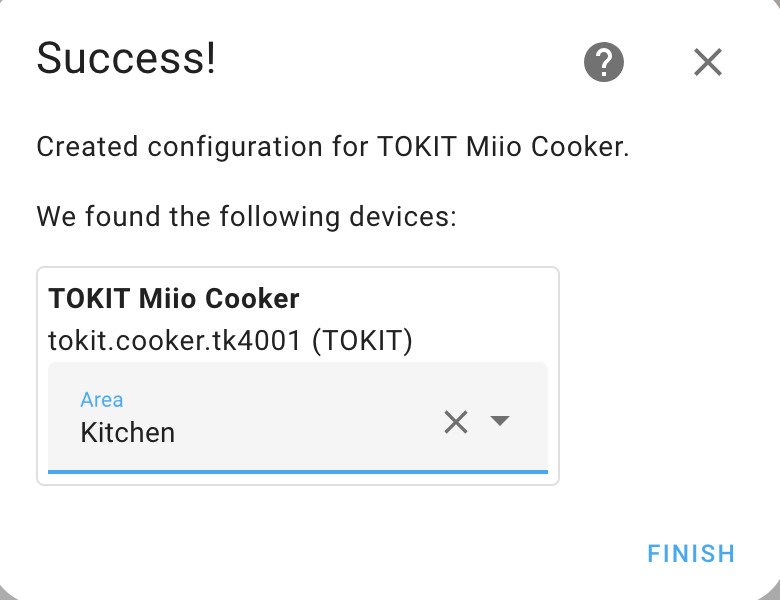 Success!
Created configuration for TOKIT Miio Cooker.
We found the following devices:
TOKIT Miio Cooker
tokit.cooker.tk4001 (TOKIT)
Area
Kitchen
FINISH